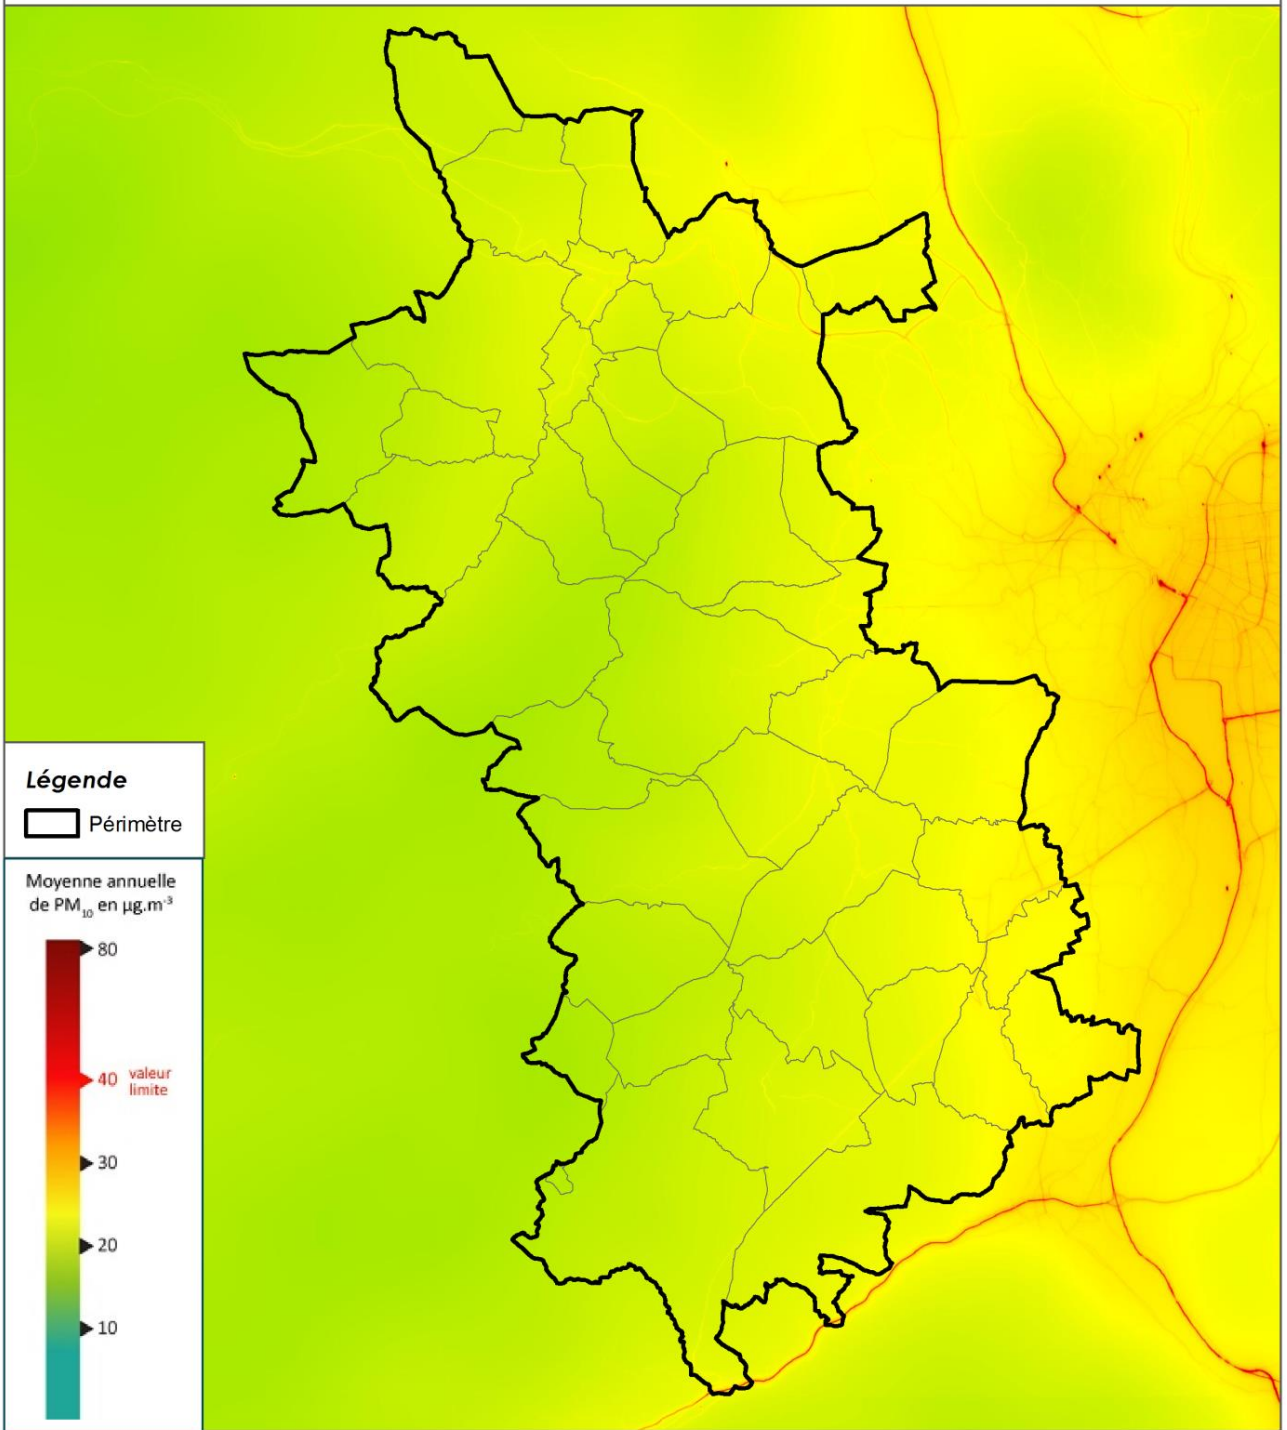 Légende
Périmètre
Moyenne annuelle
de PM₁₀ en µg.m⁻³
80
40 valeur
limite
30
20
10